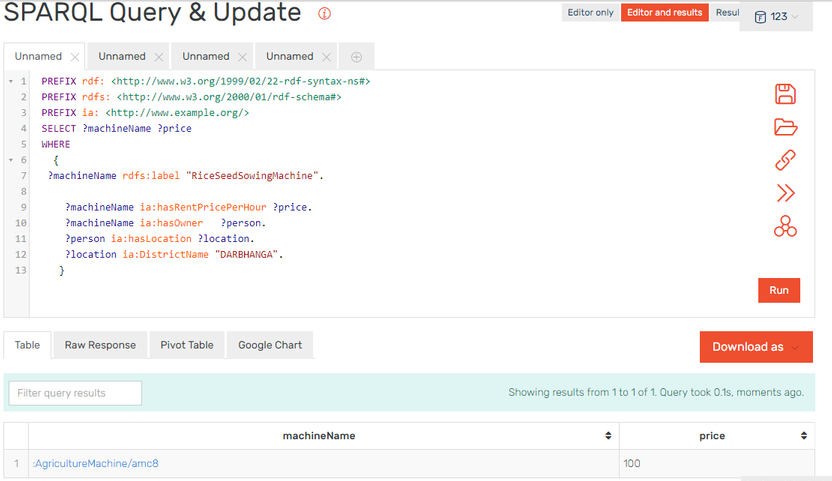 SPARQL Query & Update
Editor only
Editor and results
Resul
123
Unnamed
Unnamed
Unnamed
Unnamed
1 PREFIX rdf: <http://www.w3.org/1999/02/22-rdf-syntax-ns#>
2 PREFIX rdfs: <http://www.w3.org/2000/01/rdf-schema#>
3 PREFIX ia: <http://www.example.org/>
4 SELECT ?machineName ?price
5 WHERE
6 {
7 ?machineName rdfs:label "RiceSeedSowingMachine".
8
9 ?machineName ia:hasRentPricePerHour ?price.
10 ?machineName ia:hasOwner ?person.
11 ?person ia:hasLocation ?location.
12 ?location ia:DistrictName "DARBHANGA".
13 }
Run
Table
Raw Response
Pivot Table
Google Chart
Download as
Filter query results
Showing results from 1 to 1 of 1. Query took 0.1s, moments ago.
machineName
price
1 :AgricultureMachine/amc8 100